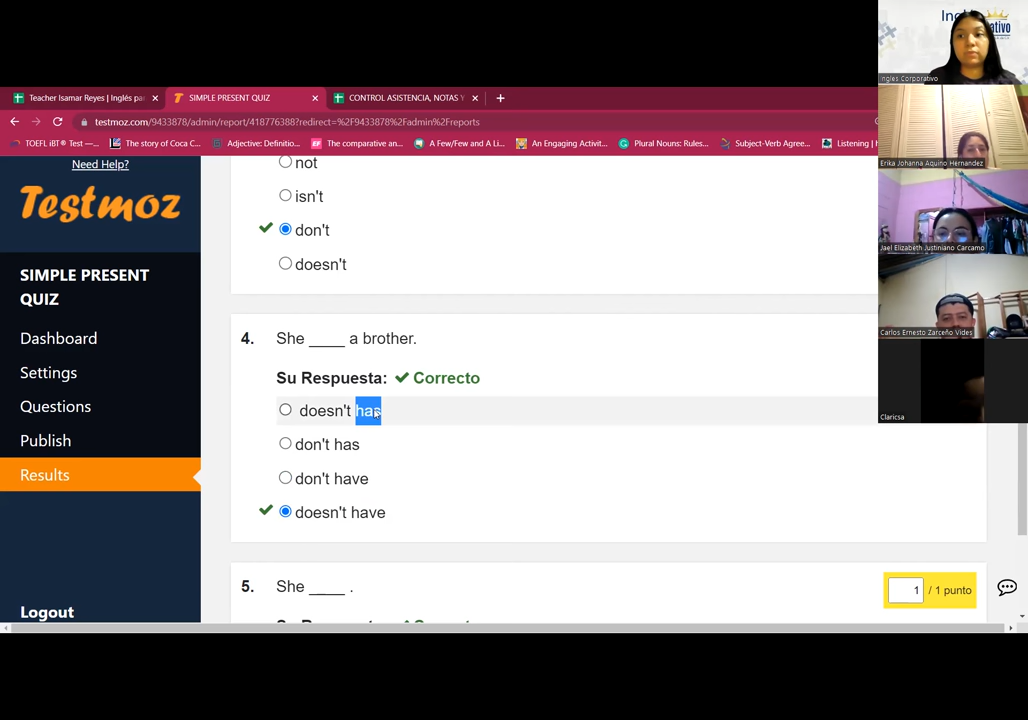 Teacher Isamar Reyes | Inglés pa
SIMPLE PRESENT QUIZ
CONTROL ASISTENCIA, NOTAS Y
testmoz.com/9433878/admin/report/418776388?redirect=%2F9433878%2Fadmin%2Freports
TOEFL iBT® Test —...
The story of Coca C...
Adjective: Definitio...
The comparative an...
A Few/Few and A Li...
An Engaging Activit...
Plural Nouns: Rules...
Subject-Verb Agree...
Listening |
Need Help?
Testmoz
SIMPLE PRESENT
QUIZ
Dashboard
Settings
Questions
Publish
Results
Logout
not
isn't
don't
doesn't
4. She ____ a brother.
Su Respuesta: Correcto
doesn't has
don't has
don't have
doesn't have
5. She ____ .
1 / 1 punto
Ingles Corporativo
Erika Johanna Aquino Hernandez
Jael Elizabeth Justiniano Carcamo
Carlos Ernesto Zarceño Vides
Claricsa